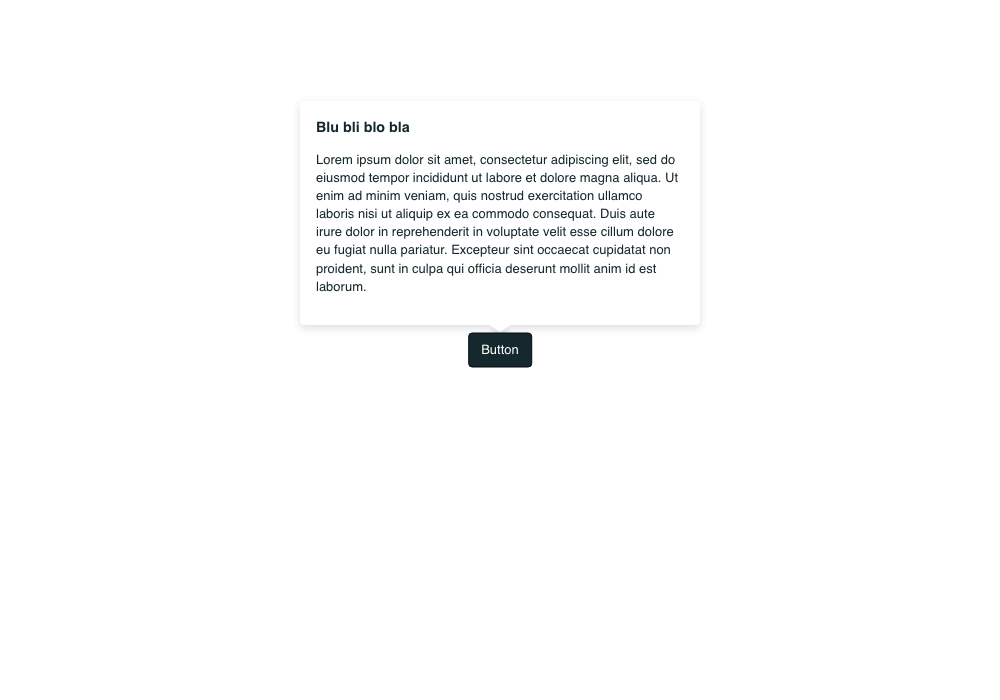 Blu bli blo bla
Lorem ipsum dolor sit amet, consectetur adipiscing elit, sed do
eiusmod tempor incididunt ut labore et dolore magna aliqua. Ut
enim ad minim veniam, quis nostrud exercitation ullamco
laboris nisi ut aliquip ex ea commodo consequat. Duis aute
irure dolor in reprehenderit in voluptate velit esse cillum dolore
eu fugiat nulla pariatur. Excepteur sint occaecat cupidatat non
proident, sunt in culpa qui officia deserunt mollit anim id est
laborum.
Button